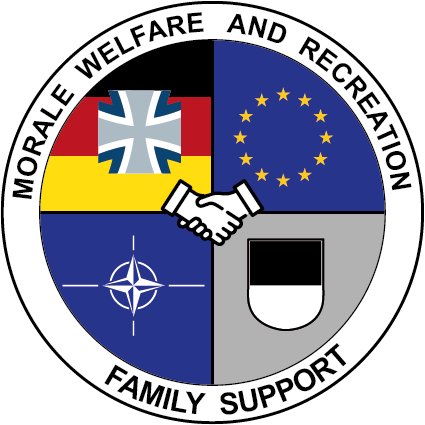 MORALE WELFARE AND RECREATION
FAMILY SUPPORT